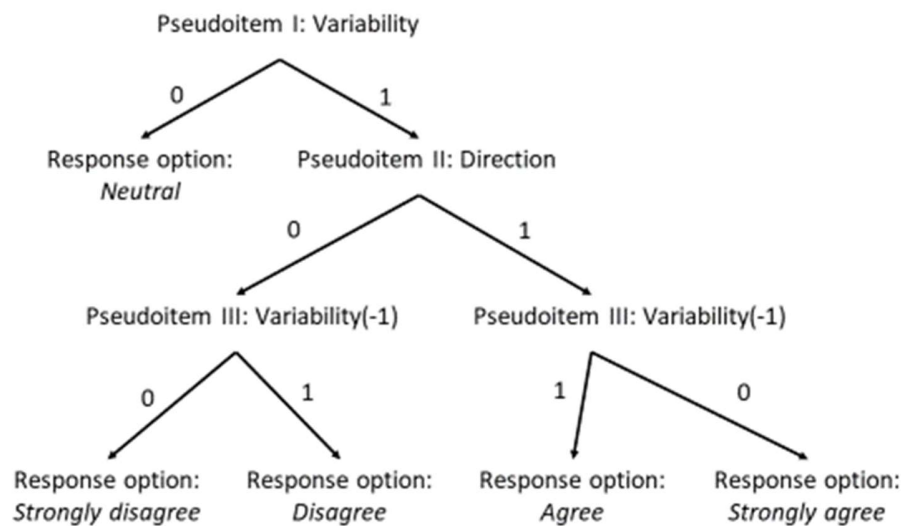 Pseudoitem I: Variability
0
1
Response option:
Neutral
Pseudoitem II: Direction
0
1
Pseudoitem III: Variability(-1)
Pseudoitem III: Variability(-1)
0
1
1
0
Response option:
Strongly disagree
Response option:
Disagree
Response option:
Agree
Response option:
Strongly agree